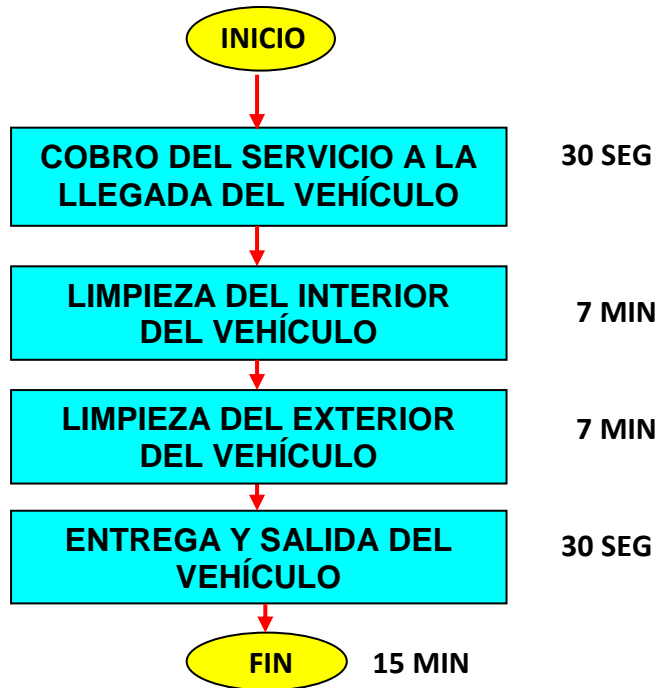 INICIO
COBRO DEL SERVICIO A LA
LLEGADA DEL VEHÍCULO
30 SEG
LIMPIEZA DEL INTERIOR
DEL VEHÍCULO
7 MIN
LIMPIEZA DEL EXTERIOR
DEL VEHÍCULO
7 MIN
ENTREGA Y SALIDA DEL
VEHÍCULO
30 SEG
FIN
15 MIN